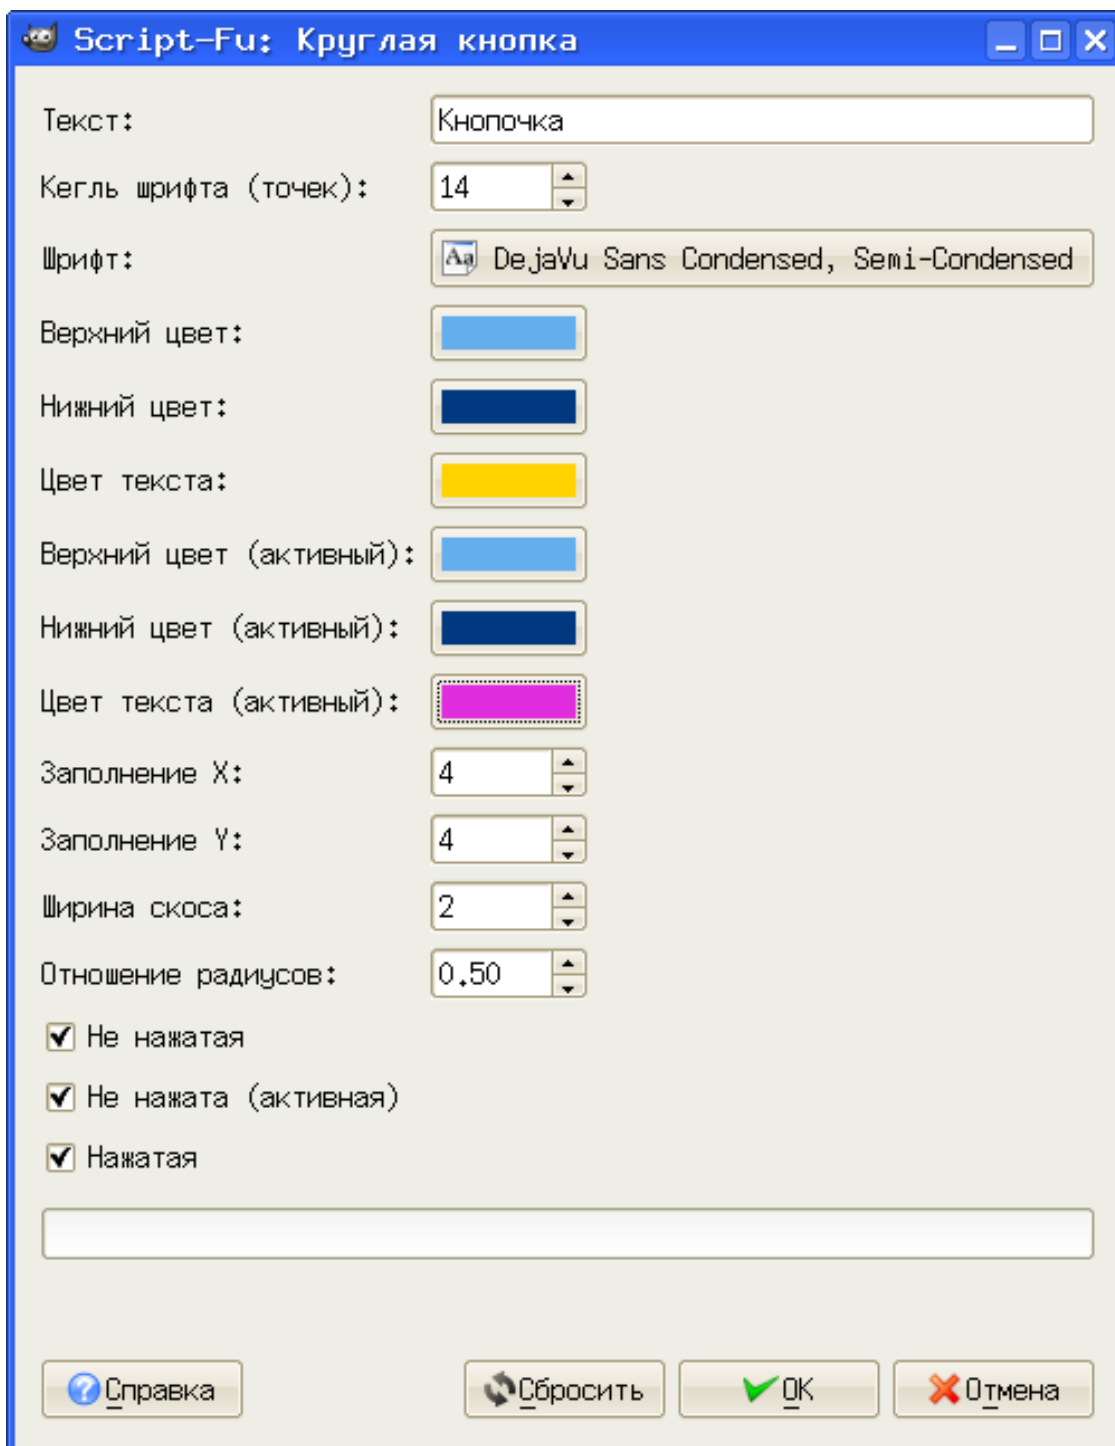 Script-Fu: Круглая кнопка
Текст: Кнопочка
Кегль шрифта (точек): 14
Шрифт: Aa DejaVu Sans Condensed, Semi-Condensed
Верхний цвет:
Нижний цвет:
Цвет текста:
Верхний цвет (активный):
Нижний цвет (активный):
Цвет текста (активный):
Заполнение X: 4
Заполнение Y: 4
Ширина скоса: 2
Отношение радиусов: 0.50
Не нажатая
Не нажата (активная)
Нажатая
Справка Сбросить OK Отмена